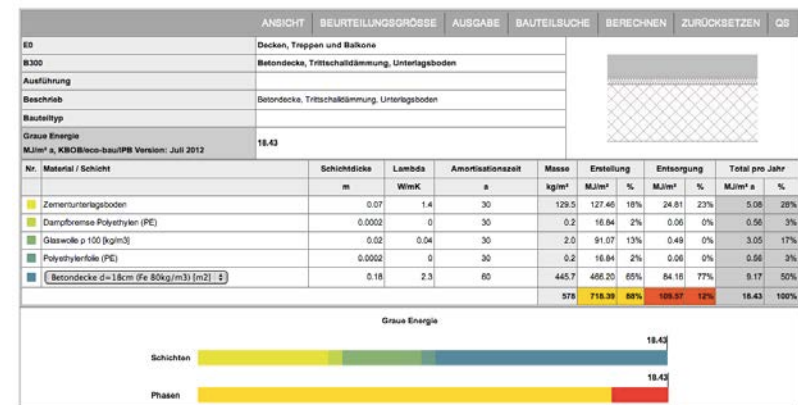 ANSICHT BEURTEILUNGSGRÖSSE AUSGABE BAUTEILSUCHE BERECHNEN ZURÜCKSETZEN QS
E0 Decken, Treppen und Balkone
B300 Betondecke, Trittschalldämmung, Unterlagsboden
Ausführung
Beschrieb Betondecke, Trittschalldämmung, Unterlagsboden
Bauteiltyp
Graue Energie
MJ/m² a, KBOB/eco-bau/IPB Version: Juli 2012 18.43
Nr. Material / Schicht Schichtdicke Lambda Amortisationszeit Masse Erstellung Entsorgung Total pro Jahr
m W/mK a kg/m² MJ/m² % MJ/m² % MJ/m² a %
Zementunterlagsboden 0.07 1.4 30 129.5 127.46 18% 24.81 23% 5.08 28%
Dampfbremse Polyethylen (PE) 0.0002 0 30 0.2 16.84 2% 0.06 0% 0.56 3%
Glaswolle p 100 [kg/m3] 0.02 0.04 30 2.0 91.07 13% 0.49 0% 3.05 17%
Polyethylenfolie (PE) 0.0002 0 30 0.2 16.84 2% 0.06 0% 0.56 3%
Betondecke d=18cm (Fe 80kg/m3) [m2] 0.18 2.3 60 445.7 466.20 65% 84.16 77% 9.17 50%
578 718.39 88% 109.57 12% 18.43 100%
Graue Energie
18.43
Schichten
18.43
Phasen